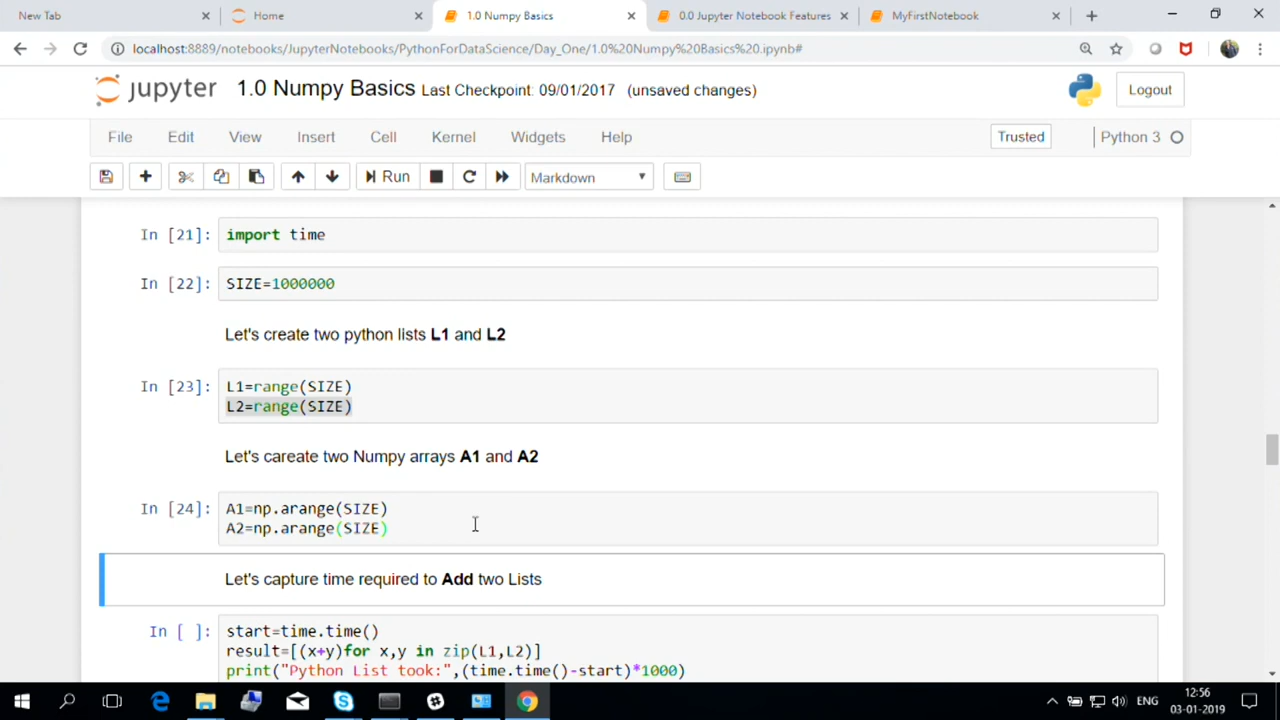 New Tab
Home
1.0 Numpy Basics
0.0 Jupyter Notebook Features
MyFirstNotebook
localhost:8889/notebooks/JupyterNotebooks/PythonForDataScience/Day_One/1.0%20Numpy%20Basics%20.ipynb#
jupyter 1.0 Numpy Basics Last Checkpoint: 09/01/2017 (unsaved changes)
Logout
File Edit View Insert Cell Kernel Widgets Help
Trusted
Python 3
Run
Markdown
In [21]: import time
In [22]: SIZE=1000000
Let's create two python lists L1 and L2
In [23]: L1=range(SIZE)
L2=range(SIZE)
Let's careate two Numpy arrays A1 and A2
In [24]: A1=np.arange(SIZE)
A2=np.arange(SIZE)
Let's capture time required to Add two Lists
In [ ]: start=time.time()
result=[(x+y)for x,y in zip(L1,L2)]
print("Python List took:",(time.time()-start)*1000)
ENG
12:56
03-01-2019